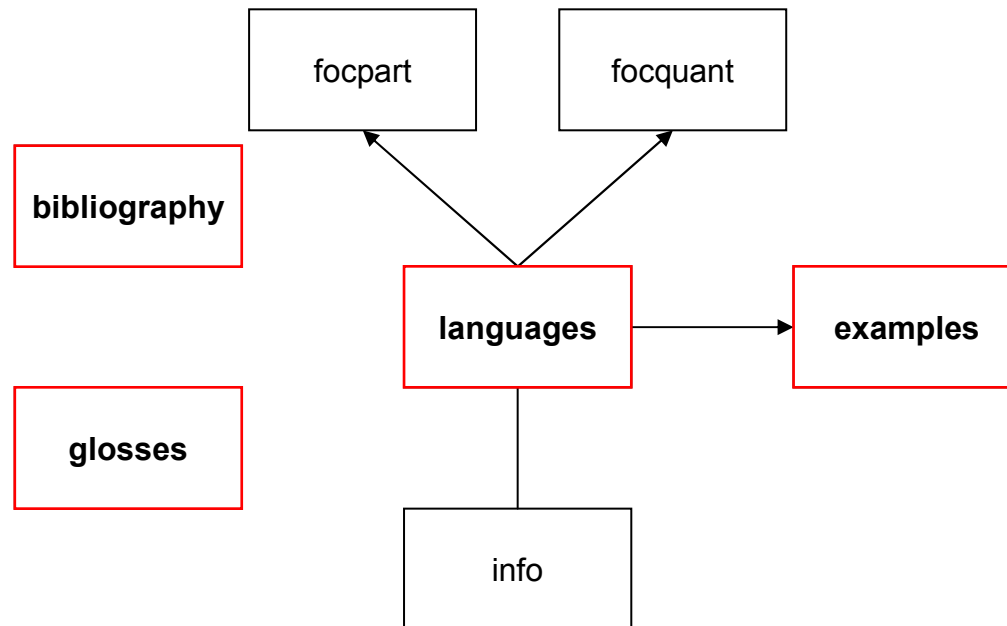 focpart
focquant
bibliography
languages
examples
glosses
info